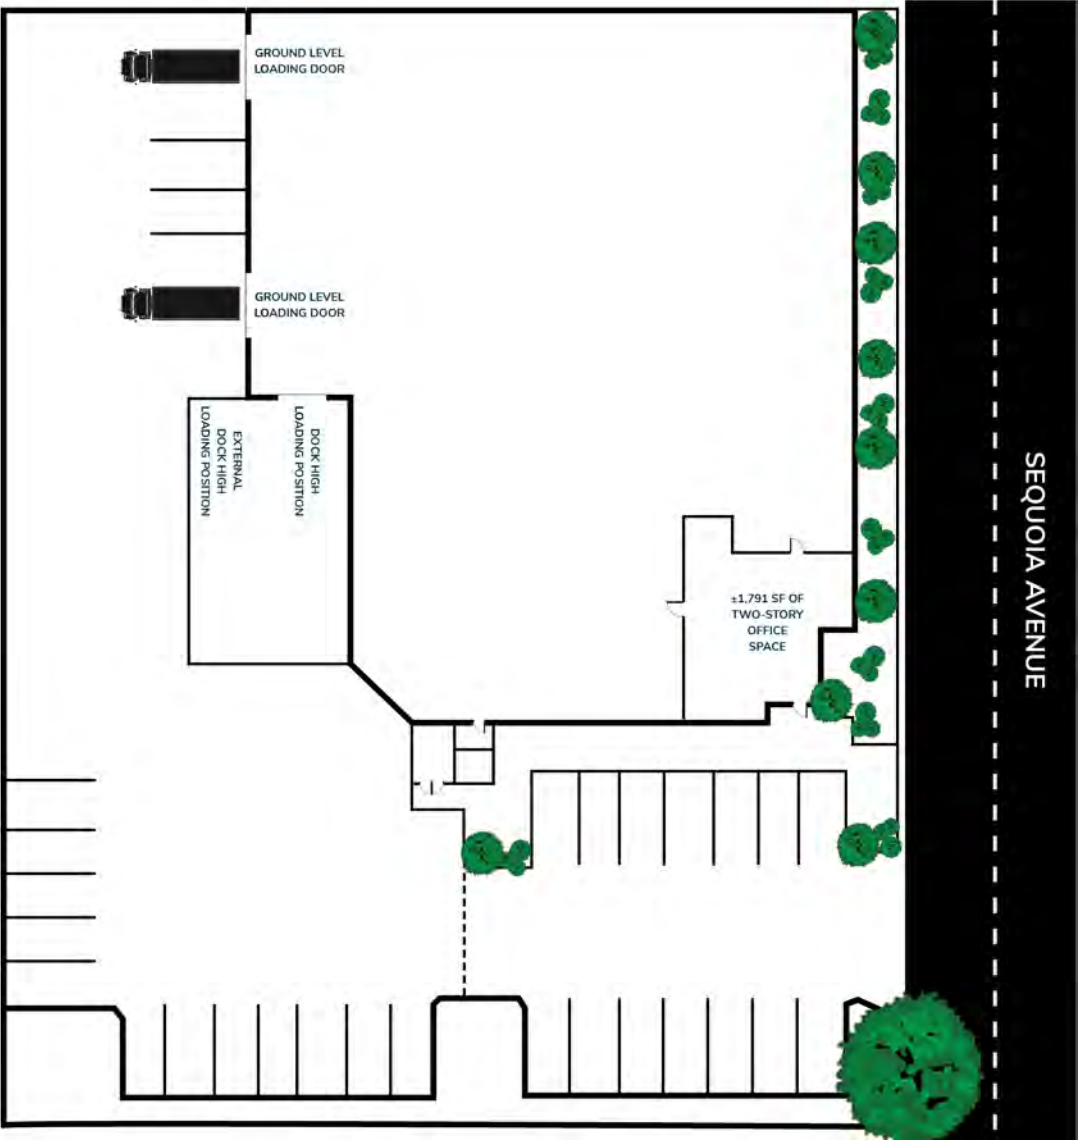 GROUND LEVEL
LOADING DOOR
GROUND LEVEL
LOADING DOOR
DOCK HIGH
LOADING POSITION
EXTERNAL
DOCK HIGH
LOADING POSITION
±1,791 SF OF
TWO-STORY
OFFICE
SPACE
SEQUOIA AVENUE